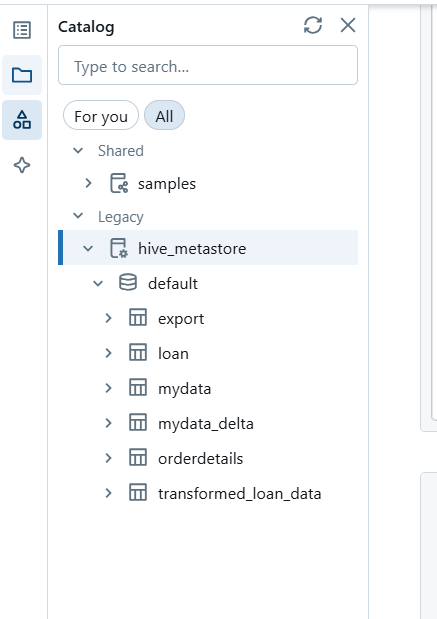 Catalog
Type to search...
For you All
Shared
samples
Legacy
hive_metastore
default
export
loan
mydata
mydata_delta
orderdetails
transformed_loan_data